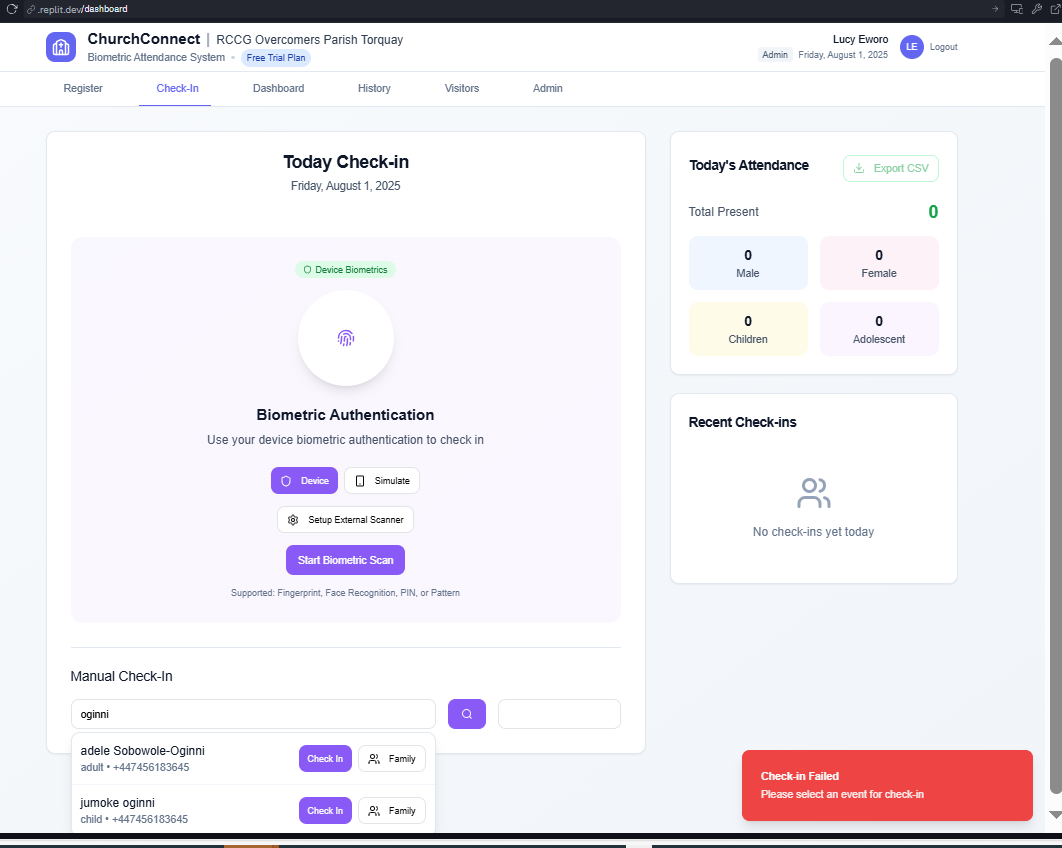 .replit.dev/dashboard
ChurchConnect | RCCG Overcomers Parish Torquay
Biometric Attendance System • Free Trial Plan
Lucy Eworo
Admin Friday, August 1, 2025
LE Logout
Register Check-In Dashboard History Visitors Admin
Today Check-in
Friday, August 1, 2025
Device Biometrics
Biometric Authentication
Use your device biometric authentication to check in
Device Simulate
Setup External Scanner
Start Biometric Scan
Supported: Fingerprint, Face Recognition, PIN, or Pattern
Manual Check-In
oginni
adele Sobowole-Oginni
adult • +447456183645
Check In Family
jumoke oginni
child • +447456183645
Check In Family
Today's Attendance
Export CSV
Total Present 0
0 0
Male Female
0 0
Children Adolescent
Recent Check-ins
No check-ins yet today
Check-in Failed
Please select an event for check-in